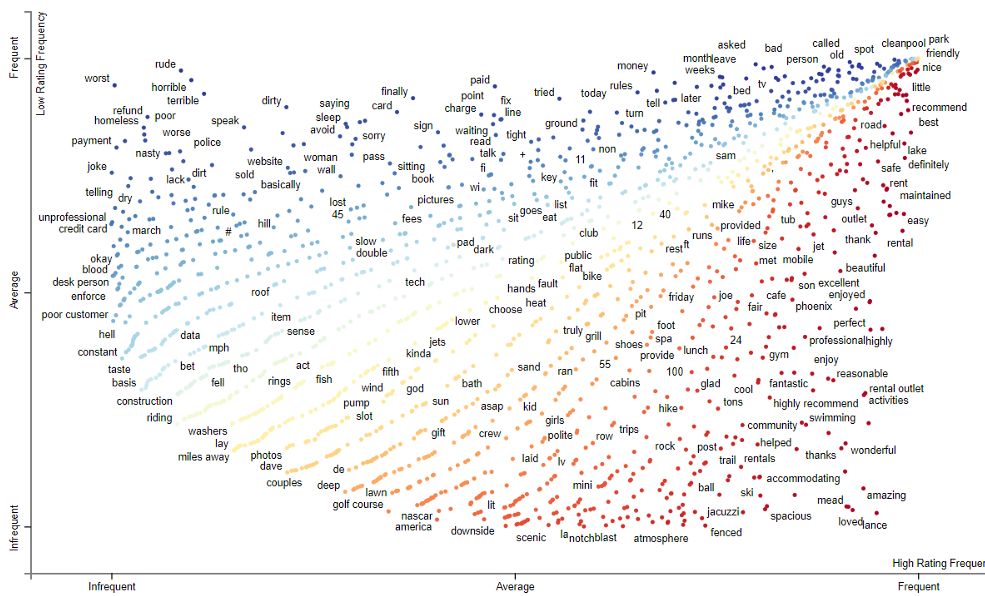 Frequent
Low Rating Frequency
Average
Infrequent
asked
bad
called
old
spot
cleanpool
park
friendly
nice
rude
worst
horrible
terrible
money
month
leave
weeks
person
tv
bed
little
finally
paid
point
charge
fix
line
tried
today
rules
tell
later
turn
recommend
best
refund
homeless
poor
dirty
saying
sleep
avoid
card
speak
worse
police
payment
nasty
sorry
sign
waiting
read
talk
tight
ground
non
+
11
sam
road
helpful
lake
definitely
joke
lack
dirt
website
sold
basically
woman
wall
pass
sitting
book
fi
wi
key
fit
safe
rent
maintained
telling
dry
rule
hill
#
lost
45
pictures
fees
sit
goes
eat
list
club
12
40
mike
provided
guys
tub
outlet
easy
unprofessional
credit card
march
slow
double
pad
dark
rating
public
flat
bike
rest
ft
runs
life
size
met
mobile
jet
thank
rental
okay
blood
desk person
enforce
roof
tech
hands
fault
heat
choose
friday
joe
cafe
fair
son
excellent
enjoyed
phoenix
beautiful
poor customer
hell
item
sense
data
mph
lower
jets
kinda
truly
grill
pit
foot
spa
shoes
provide
lunch
24
perfect
professional
highly
constant
taste
basis
bet
tho
fell
act
rings
fish
fifth
wind
god
bath
sand
ran
55
100
glad
gym
enjoy
reasonable
construction
riding
pump
slot
sun
asap
kid
girls
cabins
hike
cool
tons
fantastic
highly recommend
rental outlet
activities
swimming
washers
lay
miles away
photos
dave
gift
crew
polite
row
trips
rock
post
community
helped
thanks
wonderful
couples
de
deep
laid
lv
mini
trail
rentals
ball
ski
accommodating
lawn
golf course
lit
nascar
america
downside
scenic
la
notch
blast
atmosphere
jacuzzi
fenced
spacious
mead
loved
lance
amazing
High Rating Frequen
Infrequent
Average
Frequent